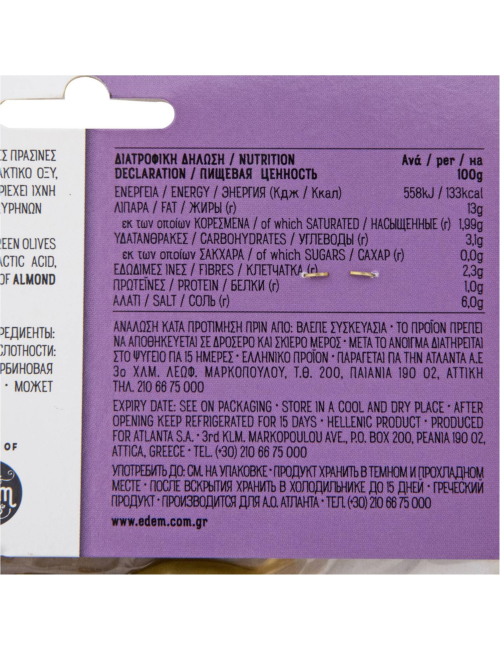 Σ ΠΡΑΣΙΝΕΣ
ΑΚΤΙΚΟ ΟΞΥ,
ΡΙΕΧΕΙ ΙΧΝΗ
ΚΥΡΗΝΩΝ
REEN OLIVES
ACTIC ACID,
OF ALMOND
РЕДИЕНТЫ:
СЛОТНОСТИ:
РБИНОВАЯ
• МОЖЕТ
OF
ΔΙΑΤΡΟΦΙΚΗ ΔΗΛΩΣΗ / NUTRITION Ανά / per / на
DECLARATION / ПИЩЕВАЯ ЦЕННОСТЬ 100g
ΕΝΕΡΓΕΙΑ / ENERGY / ЭНЕРГИЯ (Кдж / Ккал) 558kJ / 133kcal
ΛΙΠΑΡΑ / FAT / ЖИРЫ (г) 13g
εκ των οποίων ΚΟΡΕΣΜΕΝΑ / of which SATURATED / НАСЫЩЕННЫЕ (г) 1,99g
ΥΔΑΤΑΝΘΡΑΚΕΣ / CARBOHYDRATES / УГЛЕВОДЫ (г) 3,1g
εκ των οποίων ΣΑΚΧΑΡΑ / of which SUGARS / САХАР (г) 0,0g
ΕΔΩΔΙΜΕΣ ΙΝΕΣ / FIBRES / КЛЕТЧАТКА (г) 2,3g
ΠΡΩΤΕΪΝΕΣ / PROTEIN / БЕЛКИ (г) 1,0g
ΑΛΑΤΙ / SALT / СОЛЬ (г) 6,0g
ΑΝΑΛΩΣΗ ΚΑΤΑ ΠΡΟΤΙΜΗΣΗ ΠΡΙΝ ΑΠΟ: ΒΛΕΠΕ ΣΥΣΚΕΥΑΣΙΑ • ΤΟ ΠΡΟΪΟΝ ΠΡΕΠΕΙ
ΝΑ ΑΠΟΘΗΚΕΥΕΤΑΙ ΣΕ ΔΡΟΣΕΡΟ ΚΑΙ ΣΚΙΕΡΟ ΜΕΡΟΣ • ΜΕΤΑ ΤΟ ΑΝΟΙΓΜΑ ΔΙΑΤΗΡΕΙΤΑΙ
ΣΤΟ ΨΥΓΕΙΟ ΓΙΑ 15 ΗΜΕΡΕΣ • ΕΛΛΗΝΙΚΟ ΠΡΟΪΟΝ • ΠΑΡΑΓΕΤΑΙ ΓΙΑ ΤΗΝ ΑΤΛΑΝΤΑ Α.Ε
3ο ΧΛΜ. ΛΕΩΦ. ΜΑΡΚΟΠΟΥΛΟΥ, Τ.Θ. 200, ΠΑΙΑΝΙΑ 190 02, ΑΤΤΙΚΗ
ΤΗΛ. 210 66 75 000
EXPIRY DATE: SEE ON PACKAGING • STORE IN A COOL AND DRY PLACE • AFTER
OPENING KEEP REFRIGERATED FOR 15 DAYS • HELLENIC PRODUCT • PRODUCED
FOR ATLANTA S.A. • 3rd KLM. MARKOPOULOU AVE., P.O. BOX 200, PEANIA 190 02,
ATTICA, GREECE • TEL. (+30) 210 66 75 000
УПОТРЕБИТЬ ДО: СМ. НА УПАКОВКЕ • ПРОДУКТ ХРАНИТЬ В ТЕМНОМ И ПРОХЛАДНОМ
МЕСТЕ • ПОСЛЕ ВСКРЫТИЯ ХРАНИТЬ В ХОЛОДИЛЬНИКЕ ДО 15 ДНЕЙ • ГРЕЧЕСКИЙ
ПРОДУКТ • ПРОИЗВОДИТСЯ ДЛЯ А.О. АТЛАНТА • ТЕЛ. (+30) 210 66 75 000
www.edem.com.gr